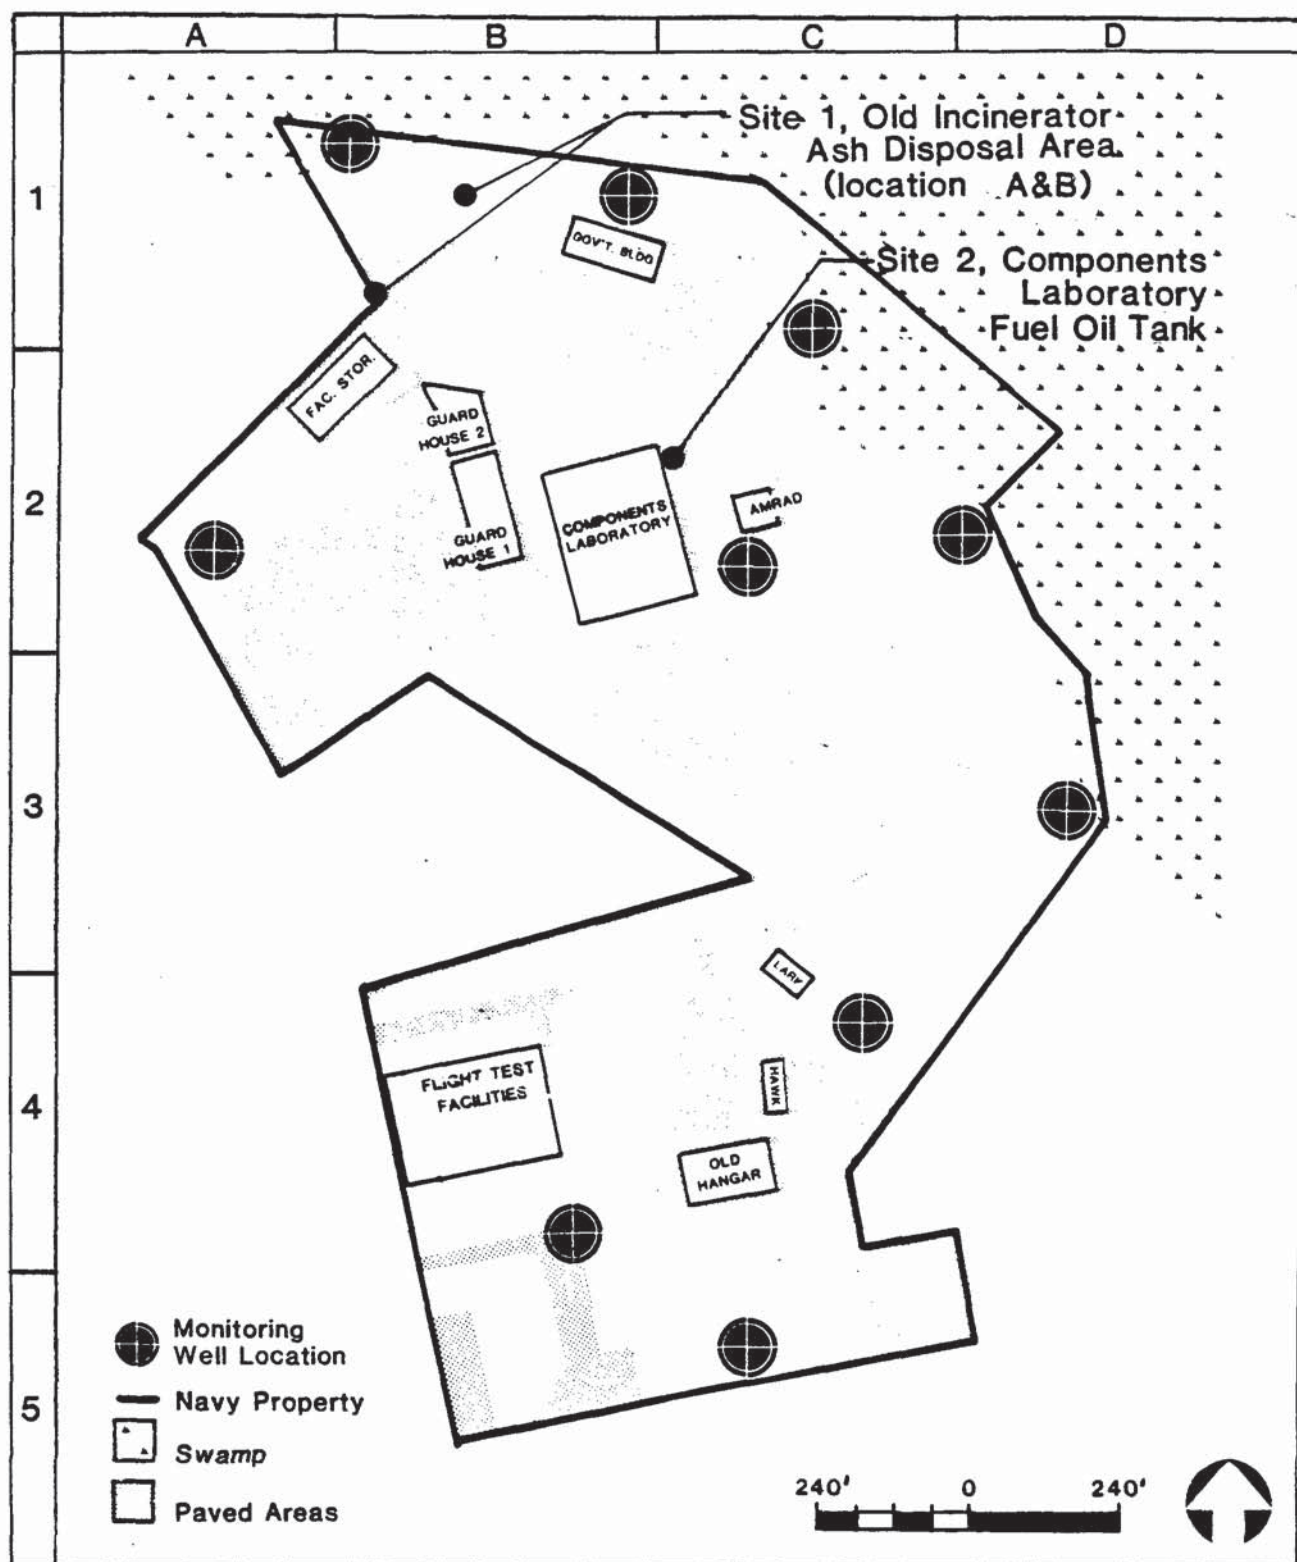 A B C D
1
2
3
4
5
Site 1, Old Incinerator
Ash Disposal Area
(location A&B)
Site 2, Components
Laboratory
Fuel Oil Tank
GOV'T. BLDG
FAC. STOR.
GUARD
HOUSE 2
GUARD
HOUSE 1
COMPONENTS
LABORATORY
AMRAD
HAWK
FLIGHT TEST
FACILITIES
OLD
HANGAR
Monitoring
Well Location
Navy Property
Swamp
Paved Areas
240' 0 240'